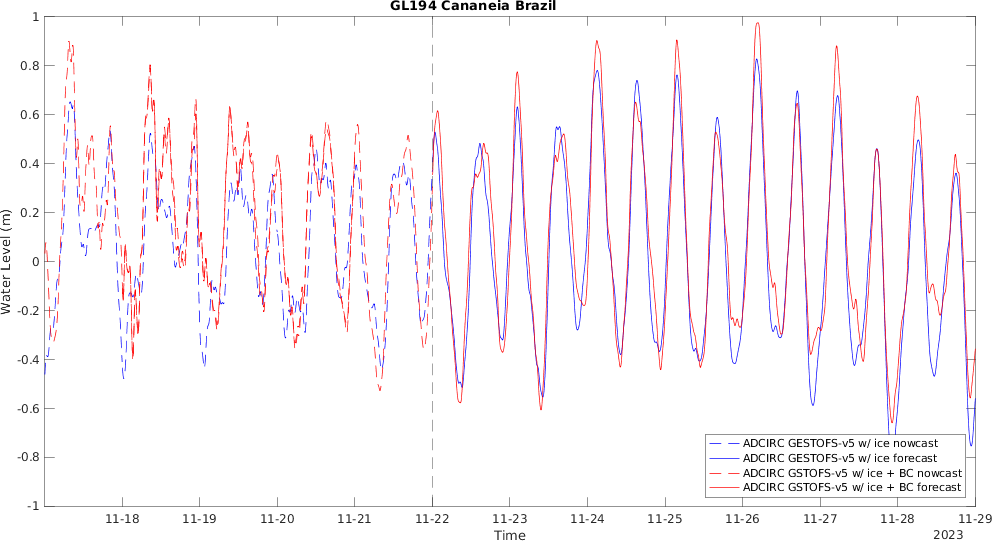 GL194 Cananeia Brazil
1
0.8
0.6
0.4
0.2
0
-0.2
-0.4
-0.6
-0.8
-1
Water Level (m)
ADCIRC GESTOFS-v5 w/ ice nowcast
ADCIRC GESTOFS-v5 w/ ice forecast
ADCIRC GSTOFS-v5 w/ ice + BC nowcast
ADCIRC GSTOFS-v5 w/ ice + BC forecast
11-18 11-19 11-20 11-21 11-22 11-23 11-24 11-25 11-26 11-27 11-28 11-29
Time
2023